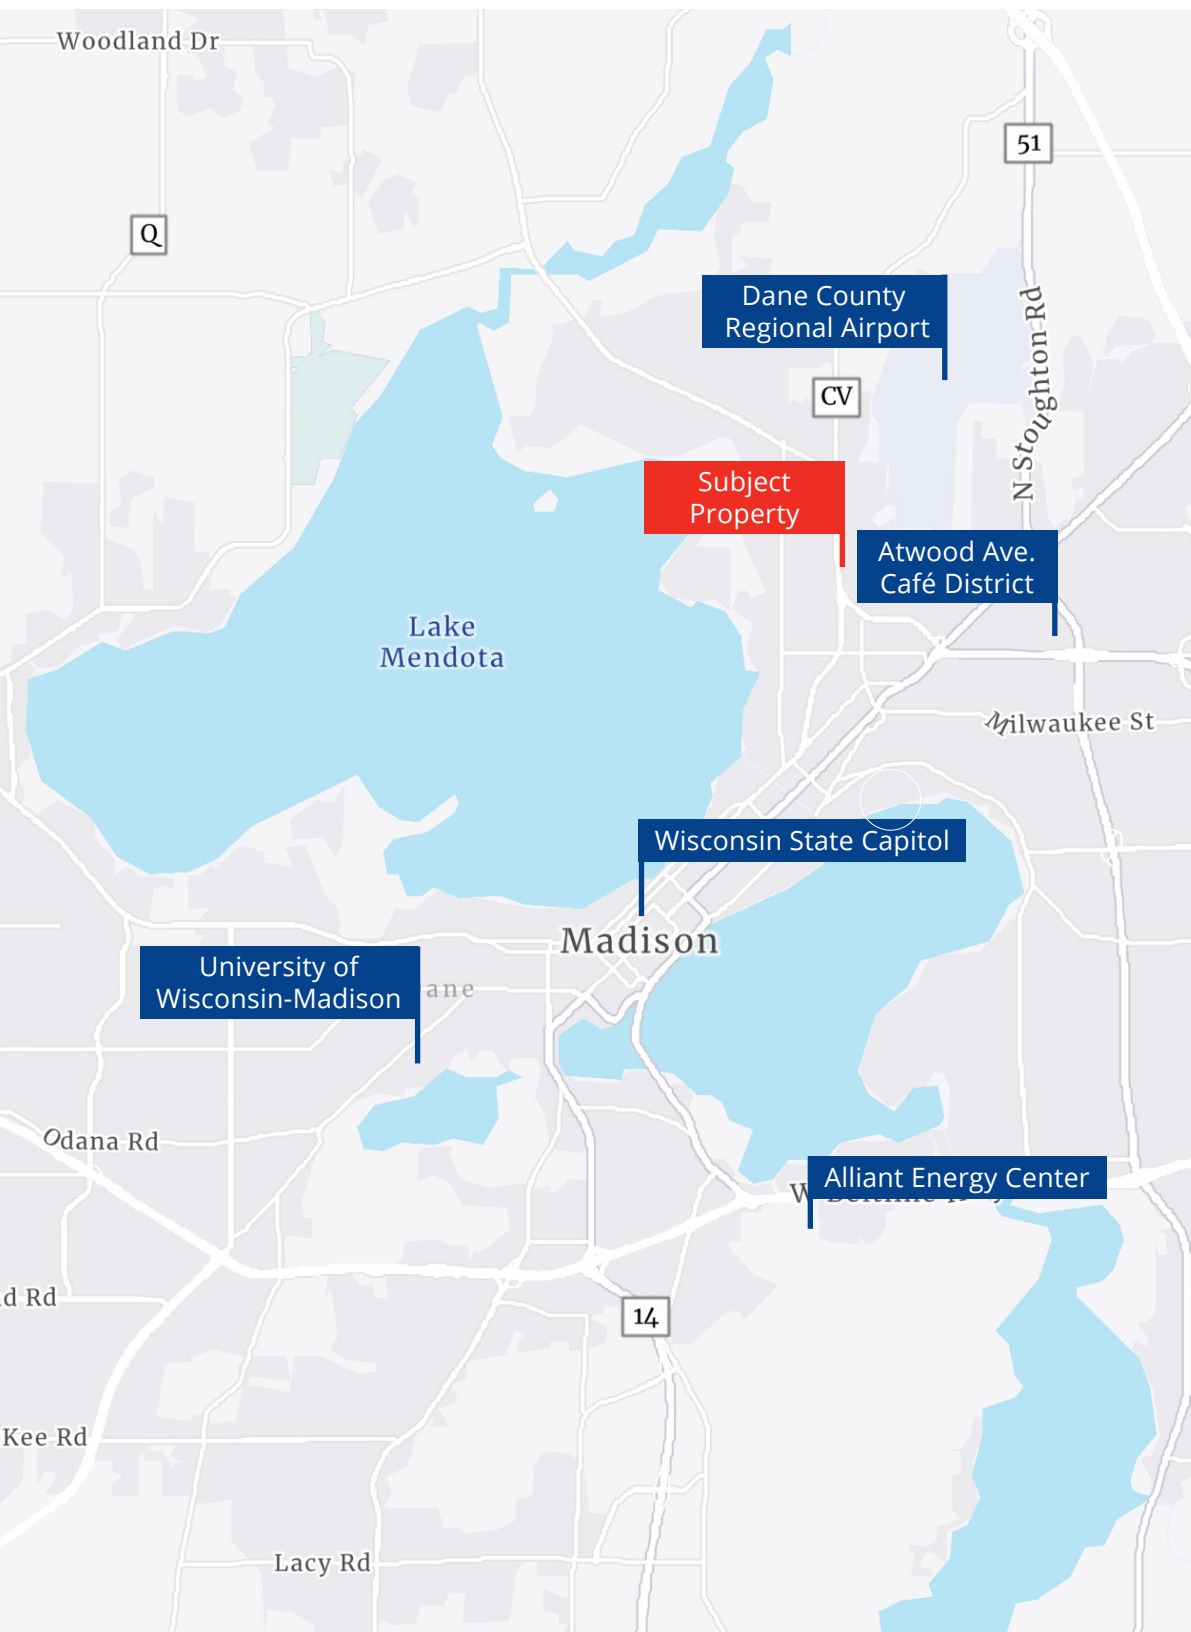 Woodland Dr
51
Q
Dane County
Regional Airport
N Stoughton Rd
CV
Subject
Property
Atwood Ave.
Café District
Lake
Mendota
Milwaukee St
Wisconsin State Capitol
Madison
University of
Wisconsin-Madison
ane
Odana Rd
Alliant Energy Center
W
d Rd
14
Kee Rd
Lacy Rd